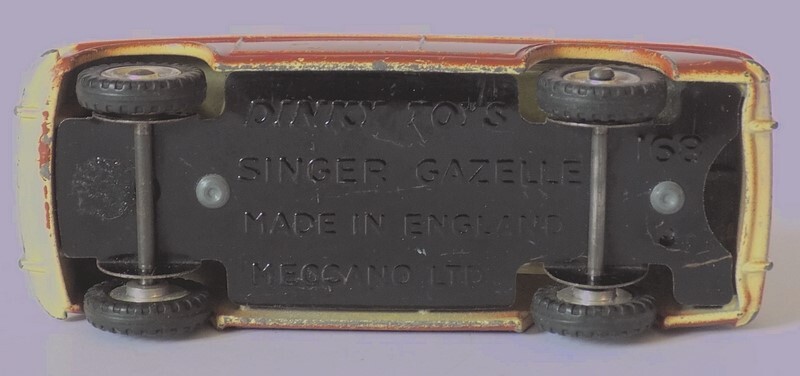 DINKY TOYS
168
SINGER GAZELLE
MADE IN ENGLAND
MECCANO LTD